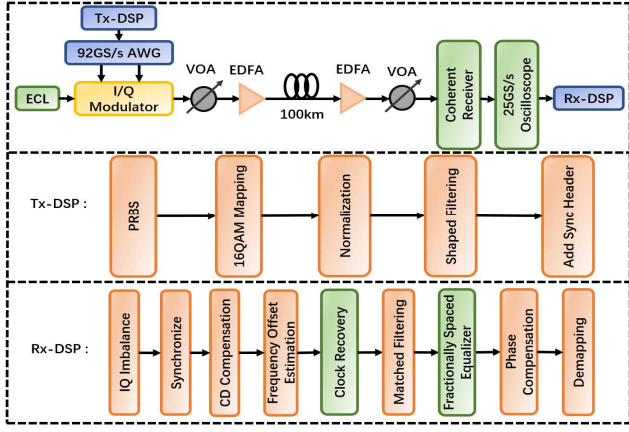 Tx-DSP
92GS/s AWG
ECL
I/Q
Modulator
VOA
EDFA
100km
EDFA
VOA
Coherent
Receiver
25GS/s
Oscilloscope
Rx-DSP
Tx-DSP :
PRBS
16QAM Mapping
Normalization
Shaped Filtering
Add Sync Header
Rx-DSP :
IQ Imbalance
Synchronize
CD Compensation
Frequency Offset
Estimation
Clock Recovery
Matched Filtering
Fractionally Spaced
Equalizer
Phase
Compensation
Demapping